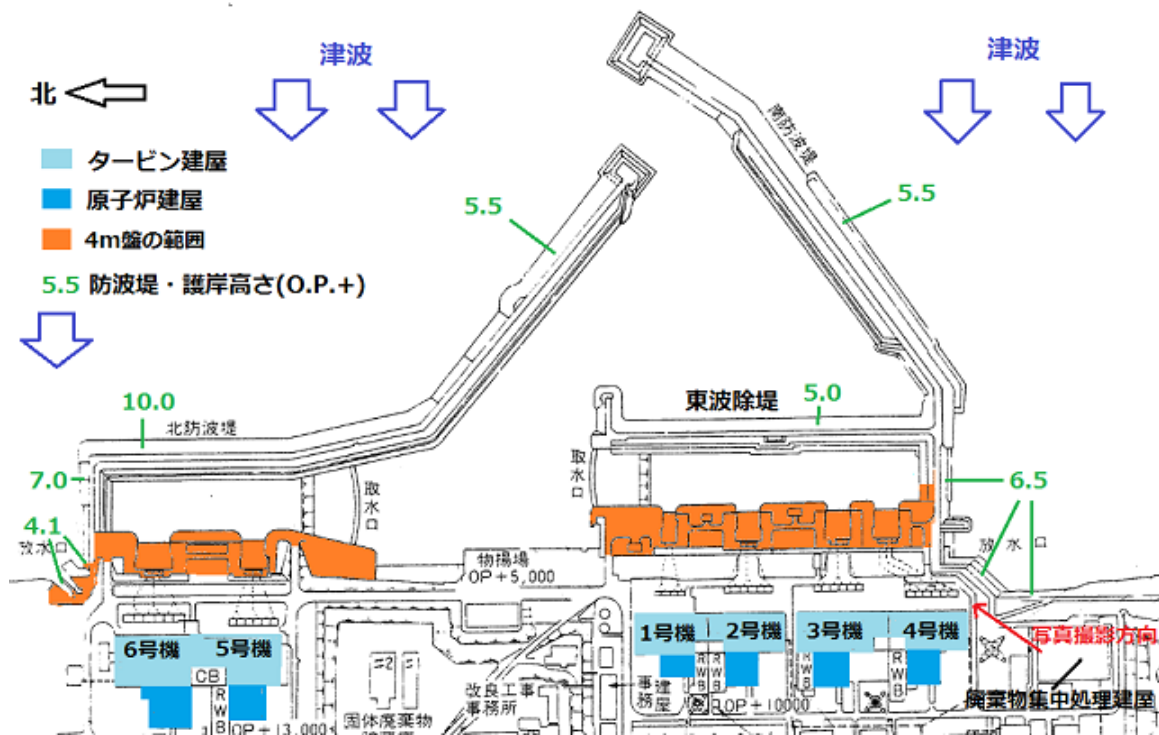 津波
津波
北
タービン建屋
原子炉建屋
4m盤の範囲
5.5 防波堤・護岸高さ(O.P.+)
5.5
南防波堤
5.5
10.0
北防波堤
東波除堤
5.0
7.0
取水口
取水口
6.5
4.1
放水口
放水口
物揚場
OP+5,000
6号機
5号機
1号機
2号機
3号機
4号機
写真撮影方向
CB
RWB
RWB
RWB
RWB
RWB
改良工事
事務所
事務
建屋
固体廃棄物
OP+13,000
OP+10000
廃棄物集中処理建屋